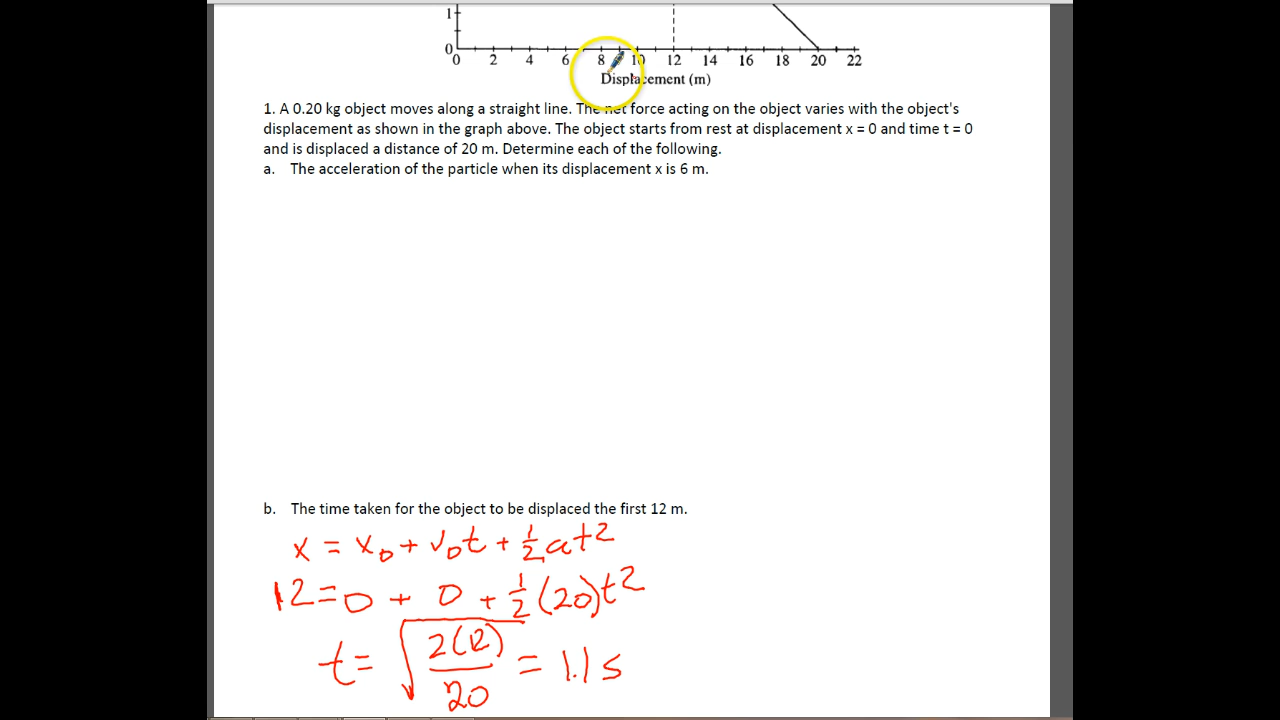 1
0
0 2 4 6 8 10 12 14 16 18 20 22
Displacement (m)
1. A 0.20 kg object moves along a straight line. The net force acting on the object varies with the object's
displacement as shown in the graph above. The object starts from rest at displacement x = 0 and time t = 0
and is displaced a distance of 20 m. Determine each of the following.
a. The acceleration of the particle when its displacement x is 6 m.
b. The time taken for the object to be displaced the first 12 m.
x = x₀ + v₀t + ½at²
12 = 0 + 0 + ½(20)t²
t = √(2(12)/20) = 1.1 s